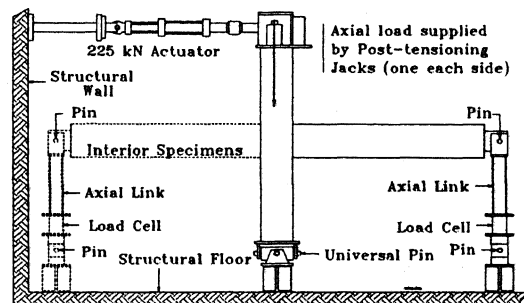 225 kN Actuator
Axial load supplied
by Post-tensioning
Jacks (one each side)
Structural
Wall
Pin
Pin
Interior Specimens
Axial Link
Axial Link
Load Cell
Load Cell
Pin
Structural Floor
Universal Pin
Pin